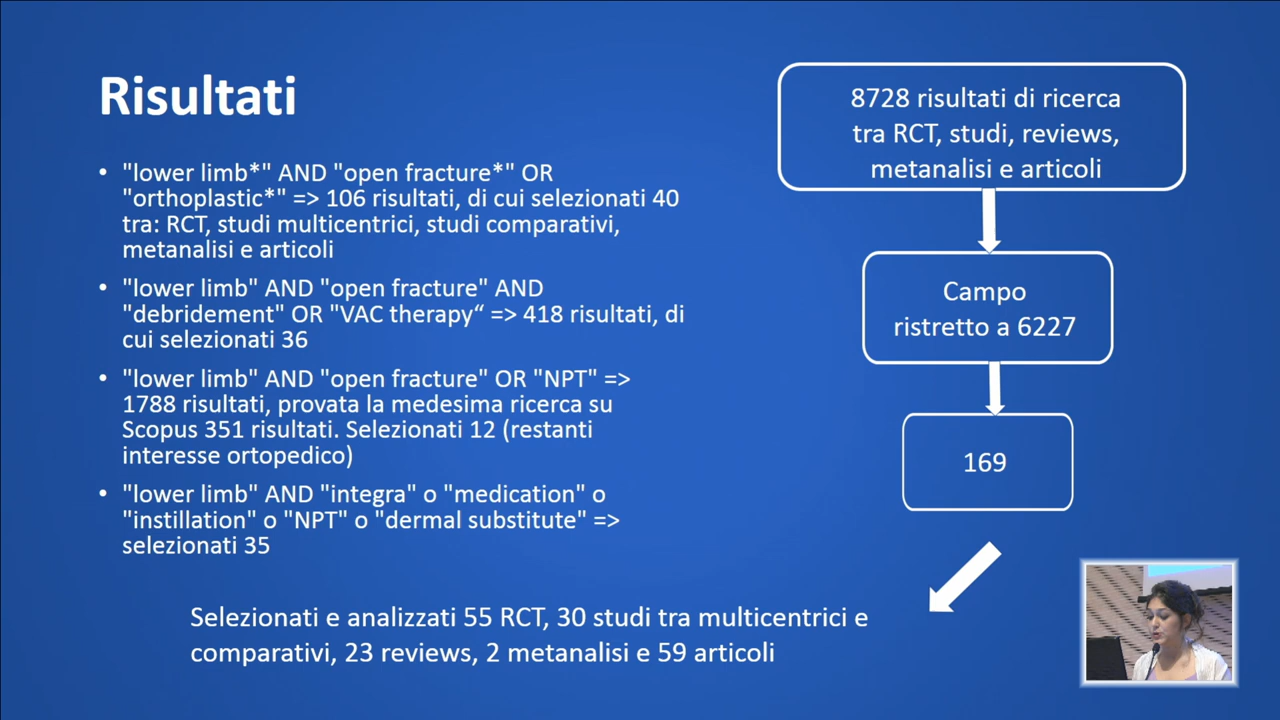 Risultati
• "lower limb*" AND "open fracture*" OR
"orthoplastic*" => 106 risultati, di cui selezionati 40
tra: RCT, studi multicentrici, studi comparativi,
metanalisi e articoli
• "lower limb" AND "open fracture" AND
"debridement" OR "VAC therapy“ => 418 risultati, di
cui selezionati 36
• "lower limb" AND "open fracture" OR "NPT" =>
1788 risultati, provata la medesima ricerca su
Scopus 351 risultati. Selezionati 12 (restanti
interesse ortopedico)
• "lower limb" AND "integra" o "medication" o
"instillation" o "NPT" o "dermal substitute" =>
selezionati 35
8728 risultati di ricerca
tra RCT, studi, reviews,
metanalisi e articoli
Campo
ristretto a 6227
169
Selezionati e analizzati 55 RCT, 30 studi tra multicentrici e
comparativi, 23 reviews, 2 metanalisi e 59 articoli